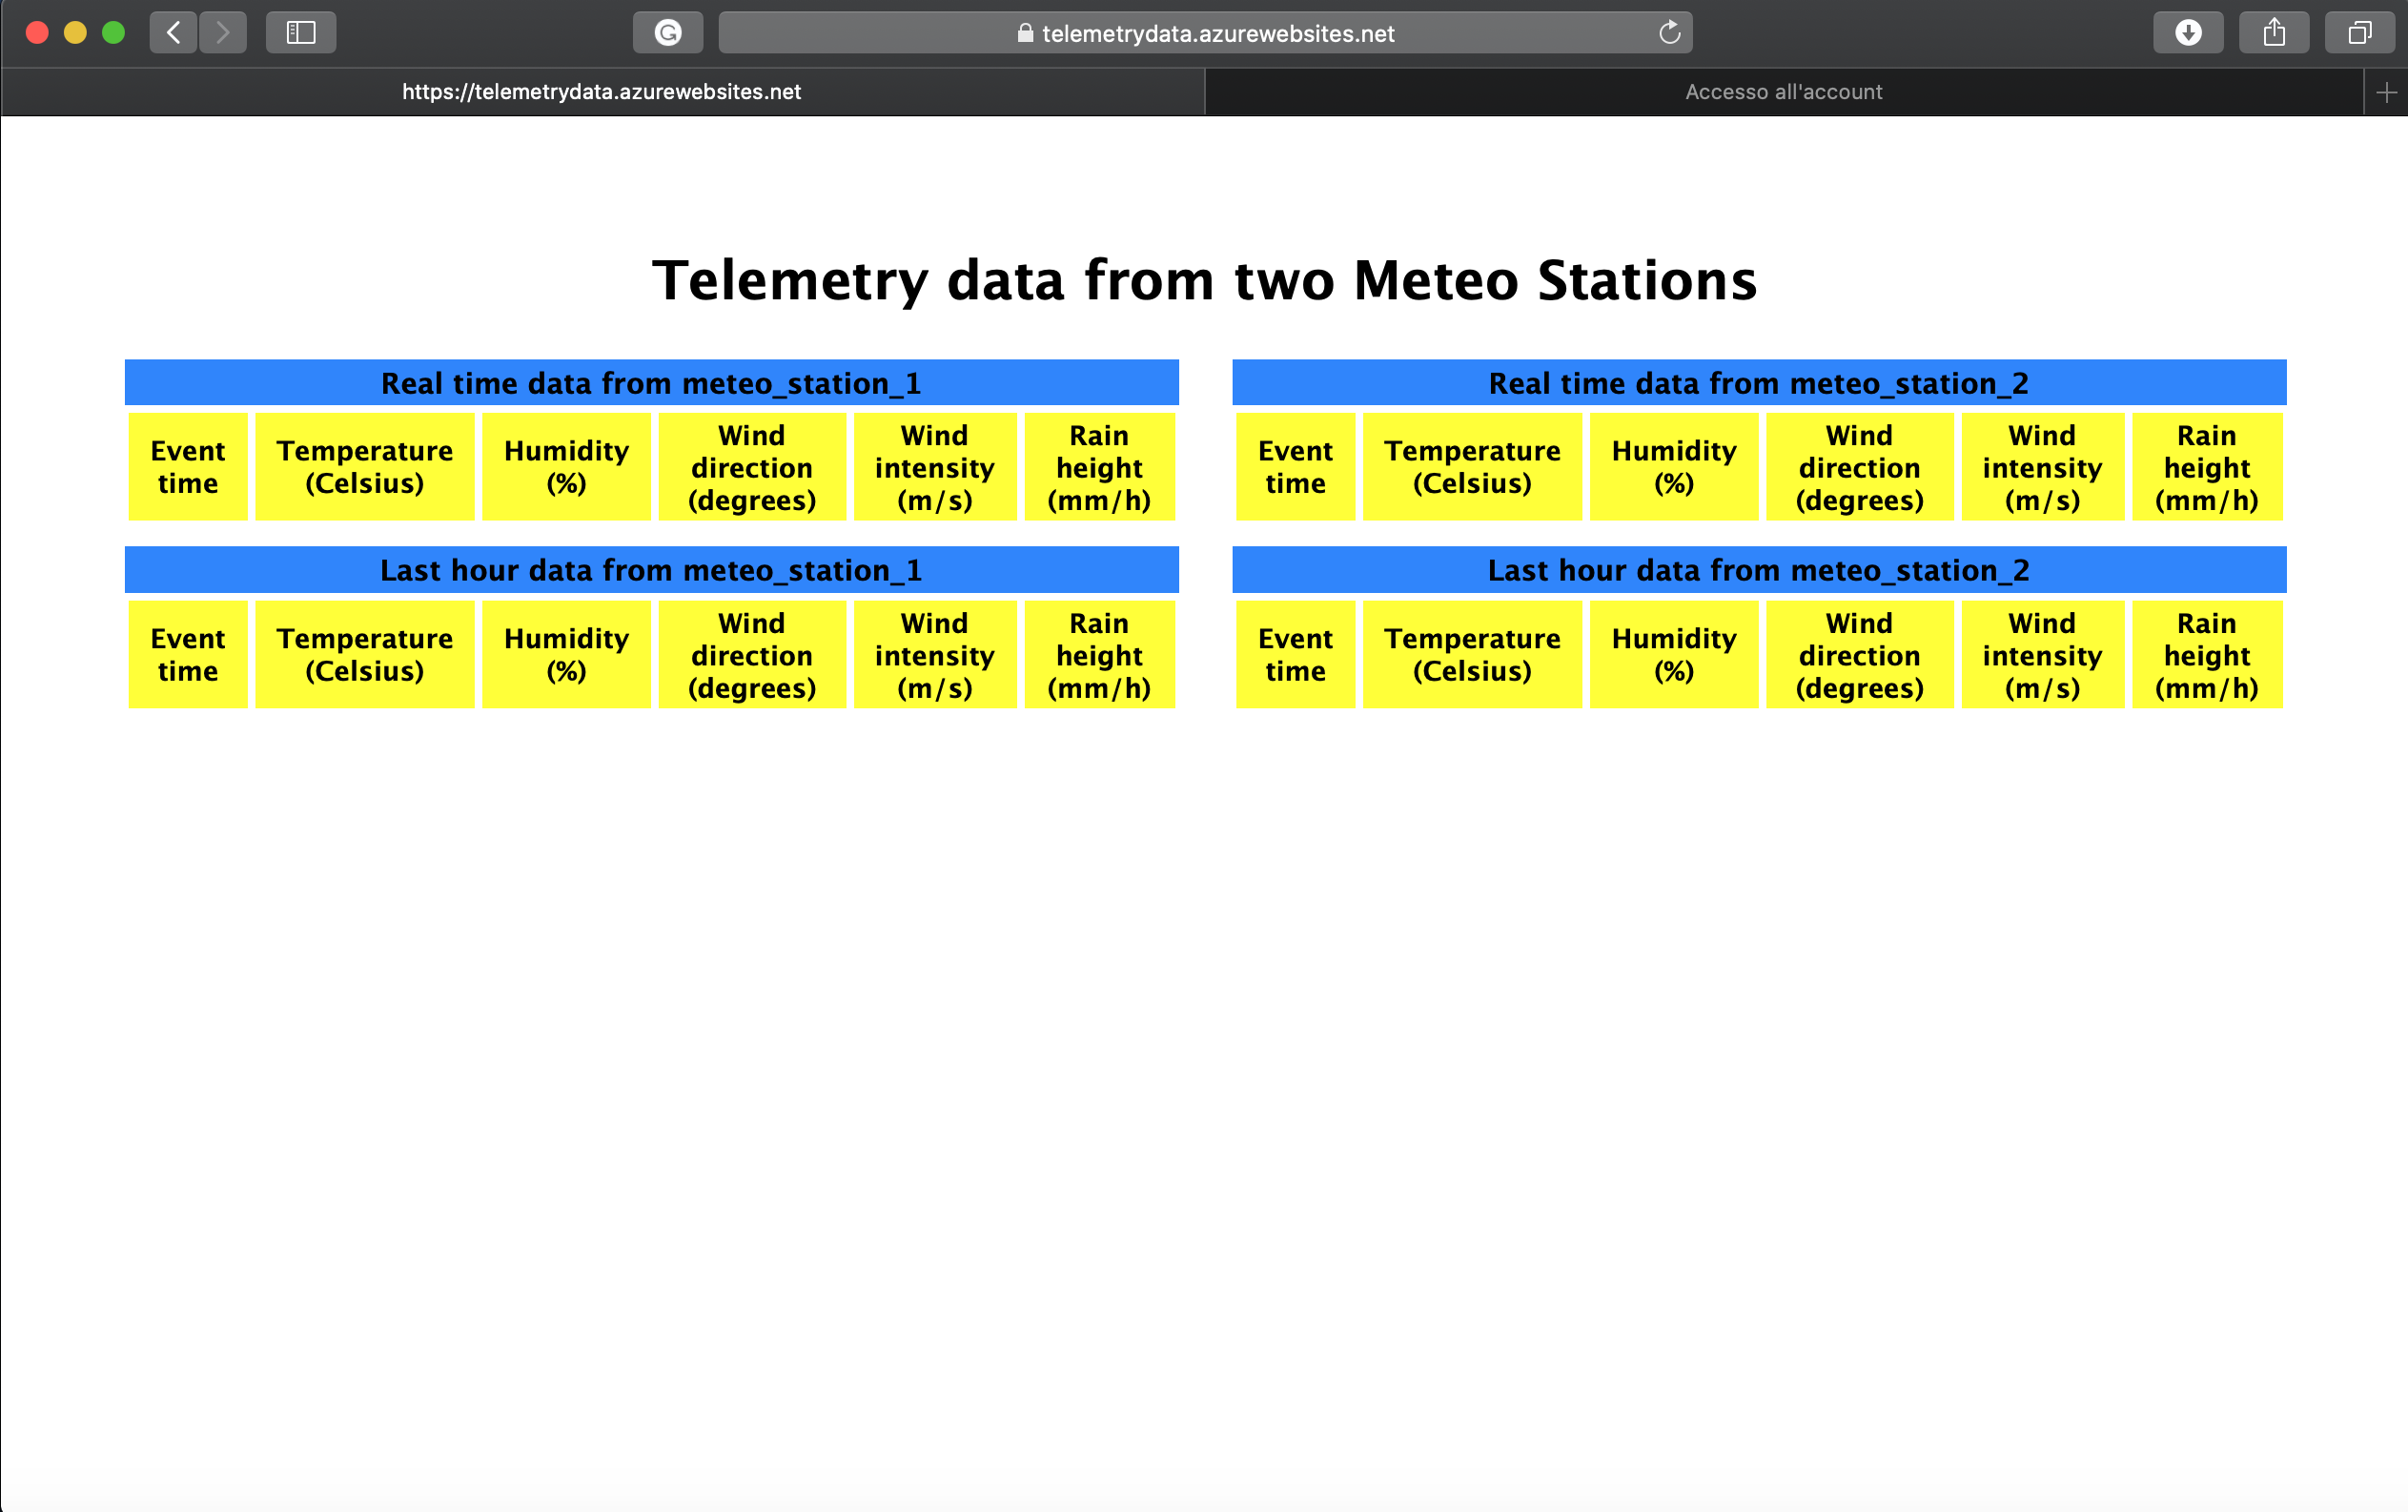 telemetrydata.azurewebsites.net
https://telemetrydata.azurewebsites.net
Accesso all'account
Telemetry data from two Meteo Stations
Real time data from meteo_station_1
Event time
Temperature (Celsius)
Humidity (%)
Wind direction (degrees)
Wind intensity (m/s)
Rain height (mm/h)
Real time data from meteo_station_2
Event time
Temperature (Celsius)
Humidity (%)
Wind direction (degrees)
Wind intensity (m/s)
Rain height (mm/h)
Last hour data from meteo_station_1
Event time
Temperature (Celsius)
Humidity (%)
Wind direction (degrees)
Wind intensity (m/s)
Rain height (mm/h)
Last hour data from meteo_station_2
Event time
Temperature (Celsius)
Humidity (%)
Wind direction (degrees)
Wind intensity (m/s)
Rain height (mm/h)